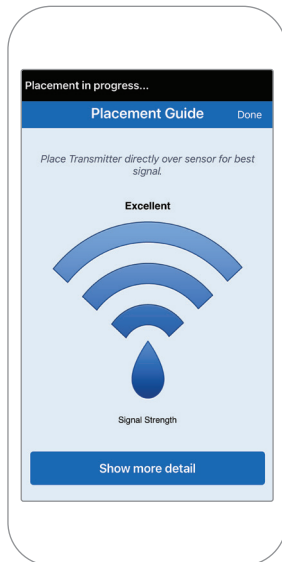 Placement in progress...
Placement Guide Done
Place Transmitter directly over sensor for best
signal.
Excellent
Signal Strength
Show more detail